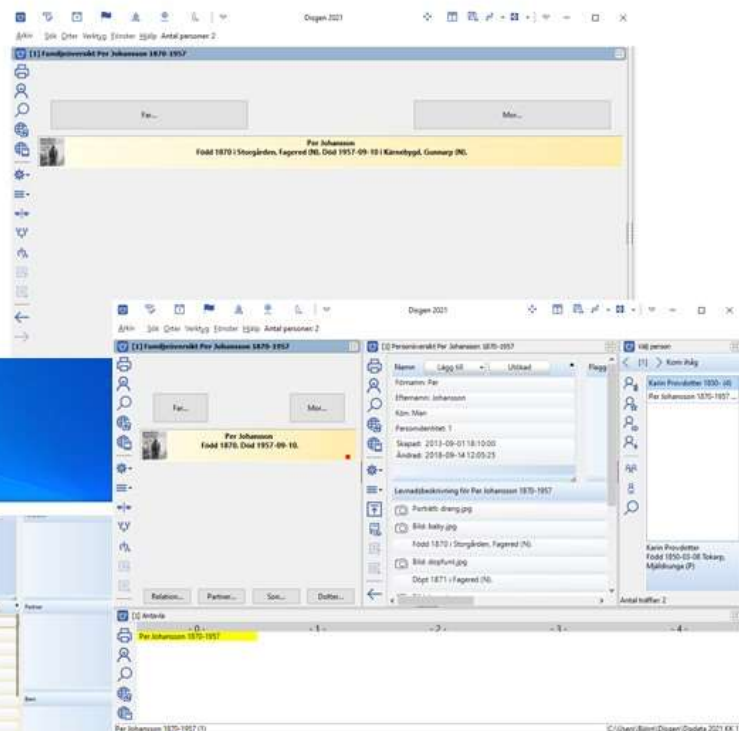 Disgen 2021
Arkiv Sök Orter Verktyg Fönster Hjälp Antal personer: 2
[1] Familjeöversikt Per Johansson 1870-1957
Far... Mor...
Per Johansson
Född 1870 i Storgården, Fagered (N). Död 1957-09-10 i Kärnebygd, Gunnarp (N).
Disgen 2021
Arkiv Sök Orter Verktyg Fönster Hjälp Antal personer: 2
[1] Familjeöversikt Per Johansson 1870-1957
Far... Mor...
Per Johansson
Född 1870. Död 1957-09-10.
Relation... Partner... Son... Dotter...
[1] Personöversikt Per Johansson 1870-1957
Namn Lägg till Utökad Flagg
Förnamn: Per
Efternamn: Johansson
Kön: Man
Personidentitet: 1
Skapad: 2013-09-01 18:10:00
Ändrad: 2018-09-14 12:05:25
Levnadsbeskrivning för Per Johansson 1870-1957
Porträtt: drang.jpg
Bild: baby.jpg
Född 1870 i Storgården, Fagered (N).
Bild: dopfunt.jpg
Döpt 1871 i Fagered (N).
Välj person
[1] Kom ihåg
Karin Provdotter 1850- (4)
Per Johansson 1870-1957 ...
Karin Provdotter
Född 1850-03-08 Tokarp,
Mjäldrunga (P)
Antal träffar: 2
[1] Antavla
- 0 - - 1 - - 2 - - 3 - - 4 -
Per Johansson 1870-1957
Per Johansson 1870-1957 (1)
Partner
Barn